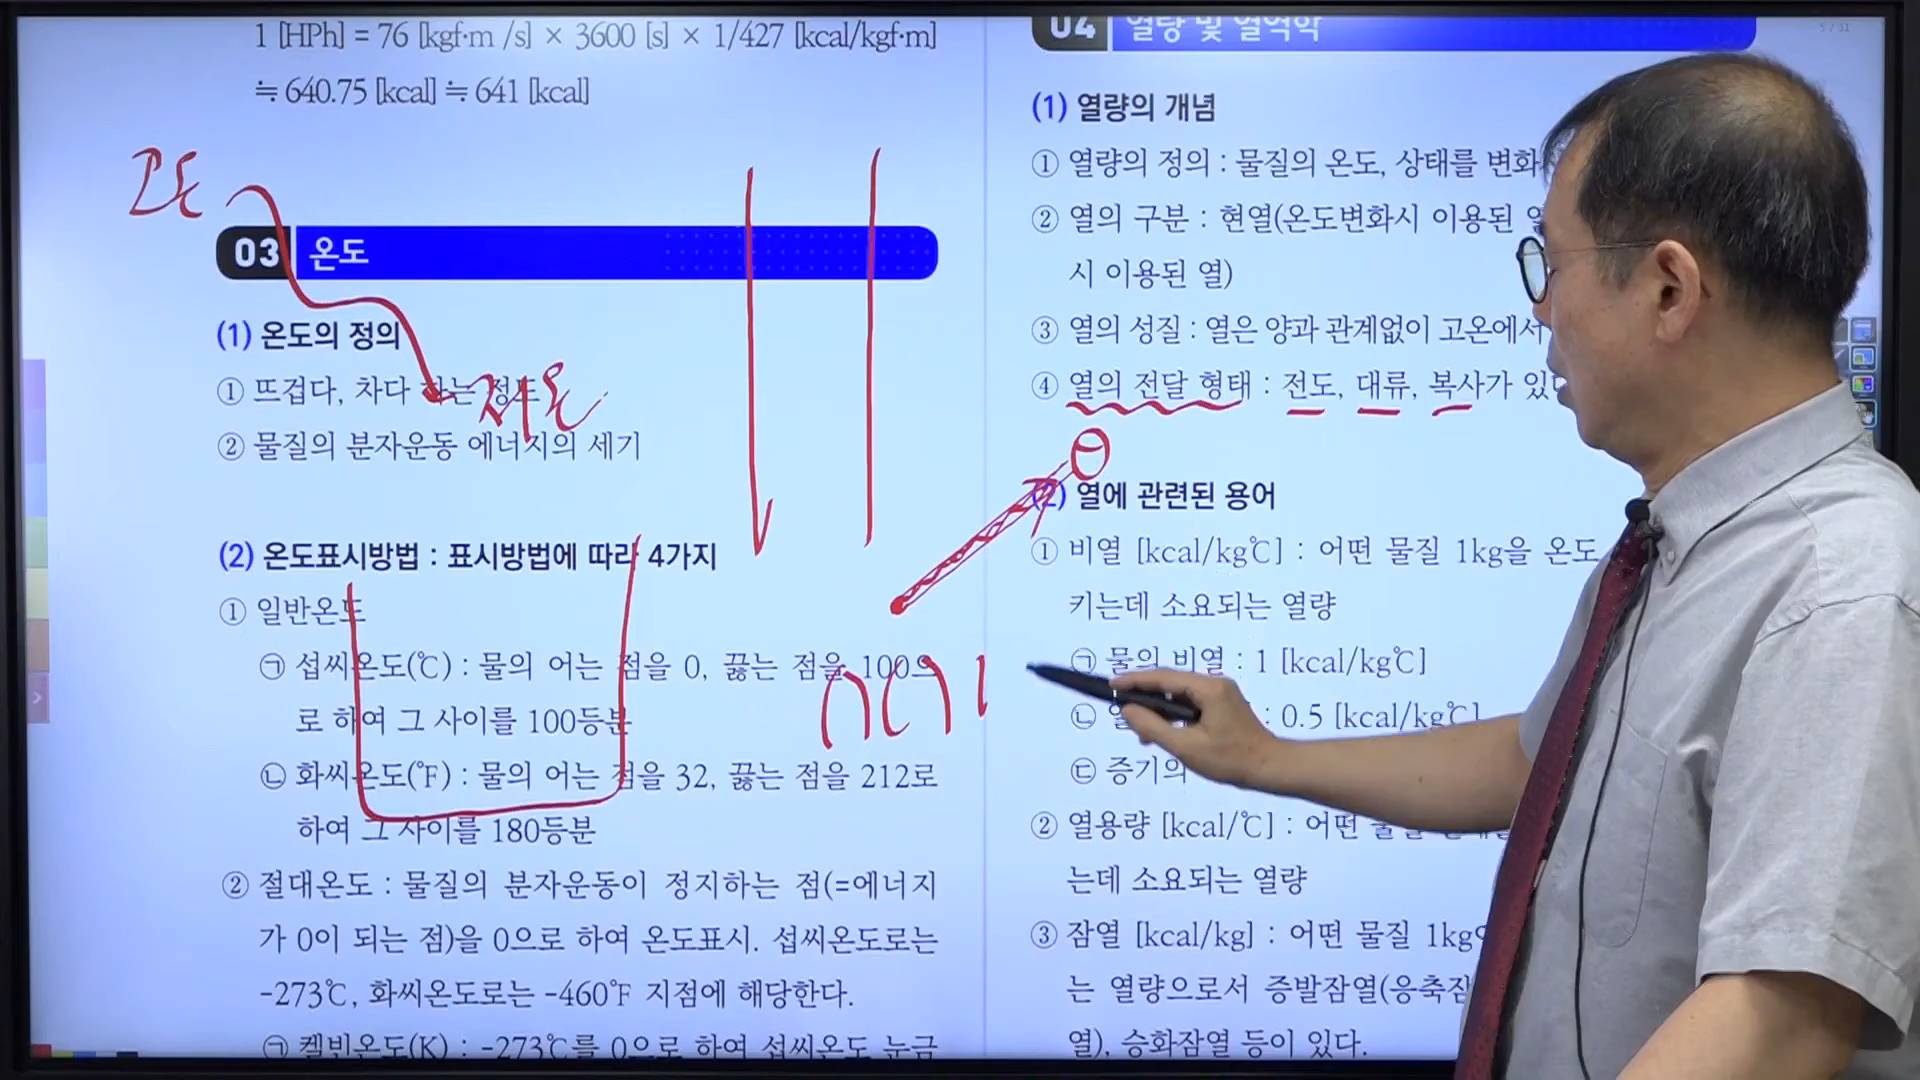 1 [HPh] = 76 [kgf·m /s] × 3600 [s] × 1/427 [kcal/kgf·m]
≒ 640.75 [kcal] ≒ 641 [kcal]
고온
03 온도
(1) 온도의 정의
① 뜨겁다, 차다 하는 정도
저온
② 물질의 분자운동 에너지의 세기
(2) 온도표시방법 : 표시방법에 따라 4가지
① 일반온도
㉠ 섭씨온도(℃) : 물의 어는 점을 0, 끓는 점을 100으
로 하여 그 사이를 100등분
㉡ 화씨온도(℉) : 물의 어는 점을 32, 끓는 점을 212로
하여 그 사이를 180등분
② 절대온도 : 물질의 분자운동이 정지하는 점(=에너지
가 0이 되는 점)을 0으로 하여 온도표시. 섭씨온도로는
-273℃, 화씨온도로는 -460℉ 지점에 해당한다.
㉠ 켈빈온도(K) : -273℃를 0으로 하여 섭씨온도 눈금
04 열량 및 열역학
(1) 열량의 개념
① 열량의 정의 : 물질의 온도, 상태를 변화
② 열의 구분 : 현열(온도변화시 이용된
시 이용된 열)
③ 열의 성질 : 열은 양과 관계없이 고온에서
④ 열의 전달 형태 : 전도, 대류, 복사가
(2) 열에 관련된 용어
① 비열 [kcal/kg℃] : 어떤 물질 1kg을 온도
키는데 소요되는 열량
㉠ 물의 비열 : 1 [kcal/kg℃]
㉡ : 0.5 [kcal/kg℃]
㉢ 증기의
② 열용량 [kcal/℃] : 어떤 물질
는데 소요되는 열량
③ 잠열 [kcal/kg] : 어떤 물질
는 열량으로서 증발잠열(응축잠
열), 승화잠열 등이 있다.